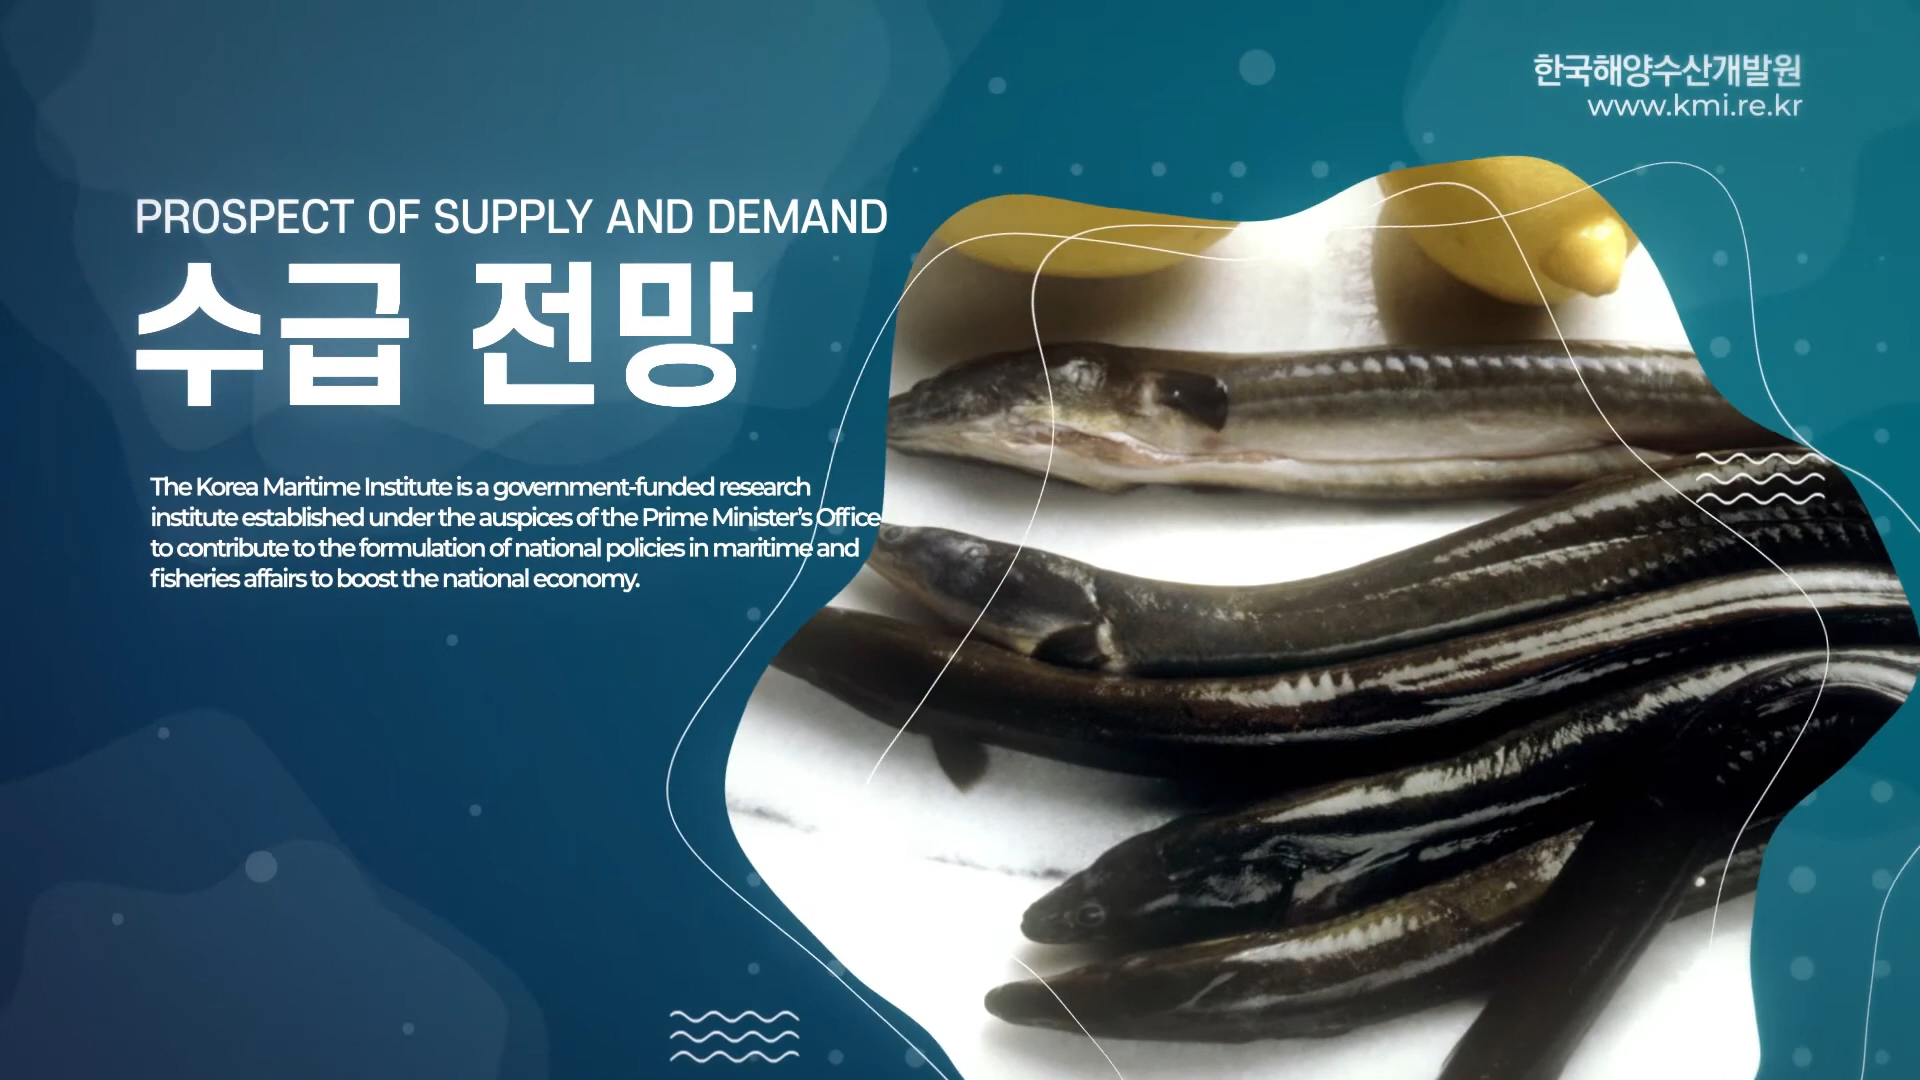 한국해양수산개발원
www.kmi.re.kr
PROSPECT OF SUPPLY AND DEMAND
수급 전망
The Korea Maritime Institute is a government-funded research
institute established under the auspices of the Prime Minister's Office
to contribute to the formulation of national policies in maritime and
fisheries affairs to boost the national economy.